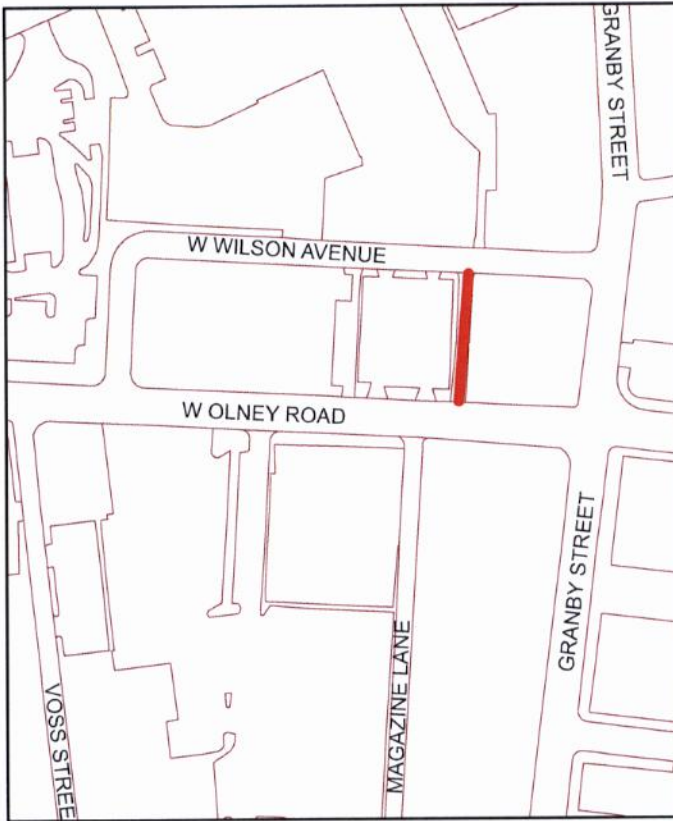 GRANBY STREET
W WILSON AVENUE
W OLNEY ROAD
GRANBY STREET
MAGAZINE LANE
VOSS STREE